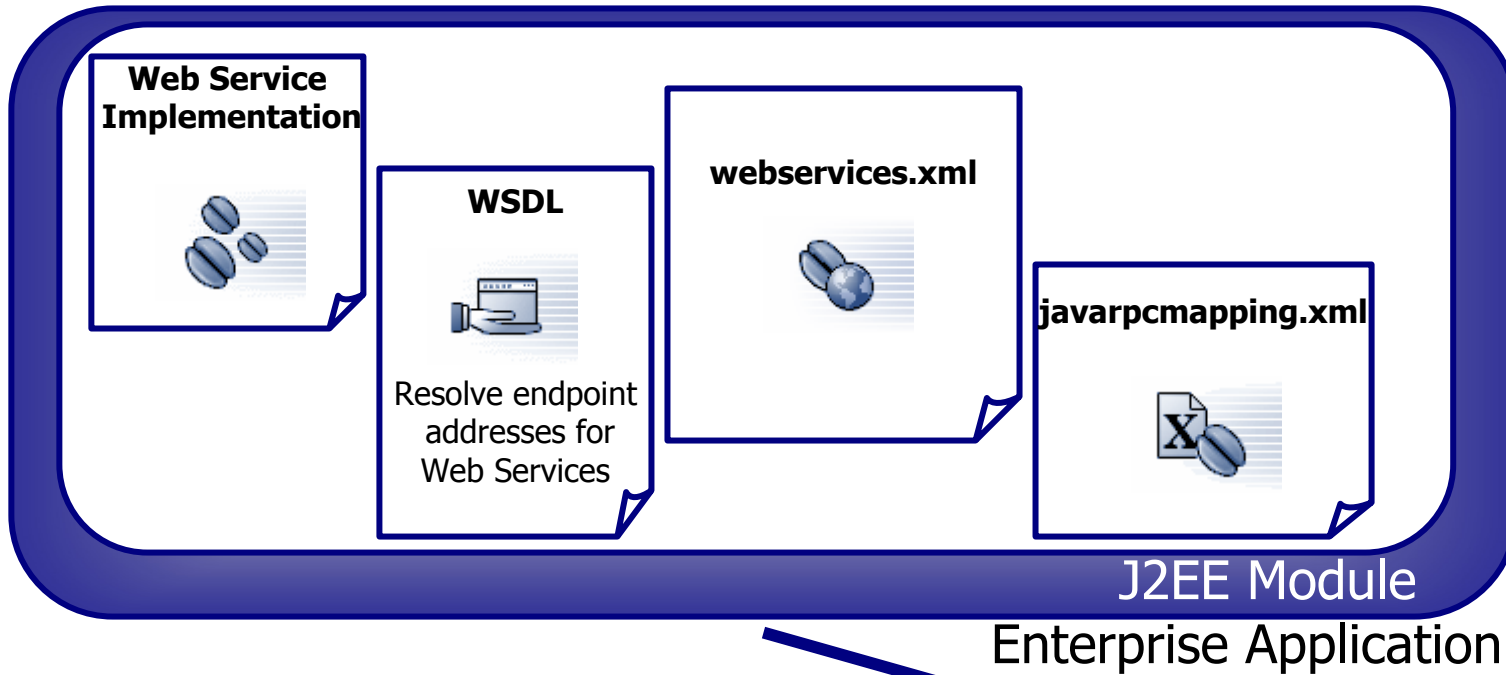 Web Service
Implementation
WSDL
Resolve endpoint
addresses for
Web Services
webservices.xml
javarpcmapping.xml
X
J2EE Module
Enterprise Application